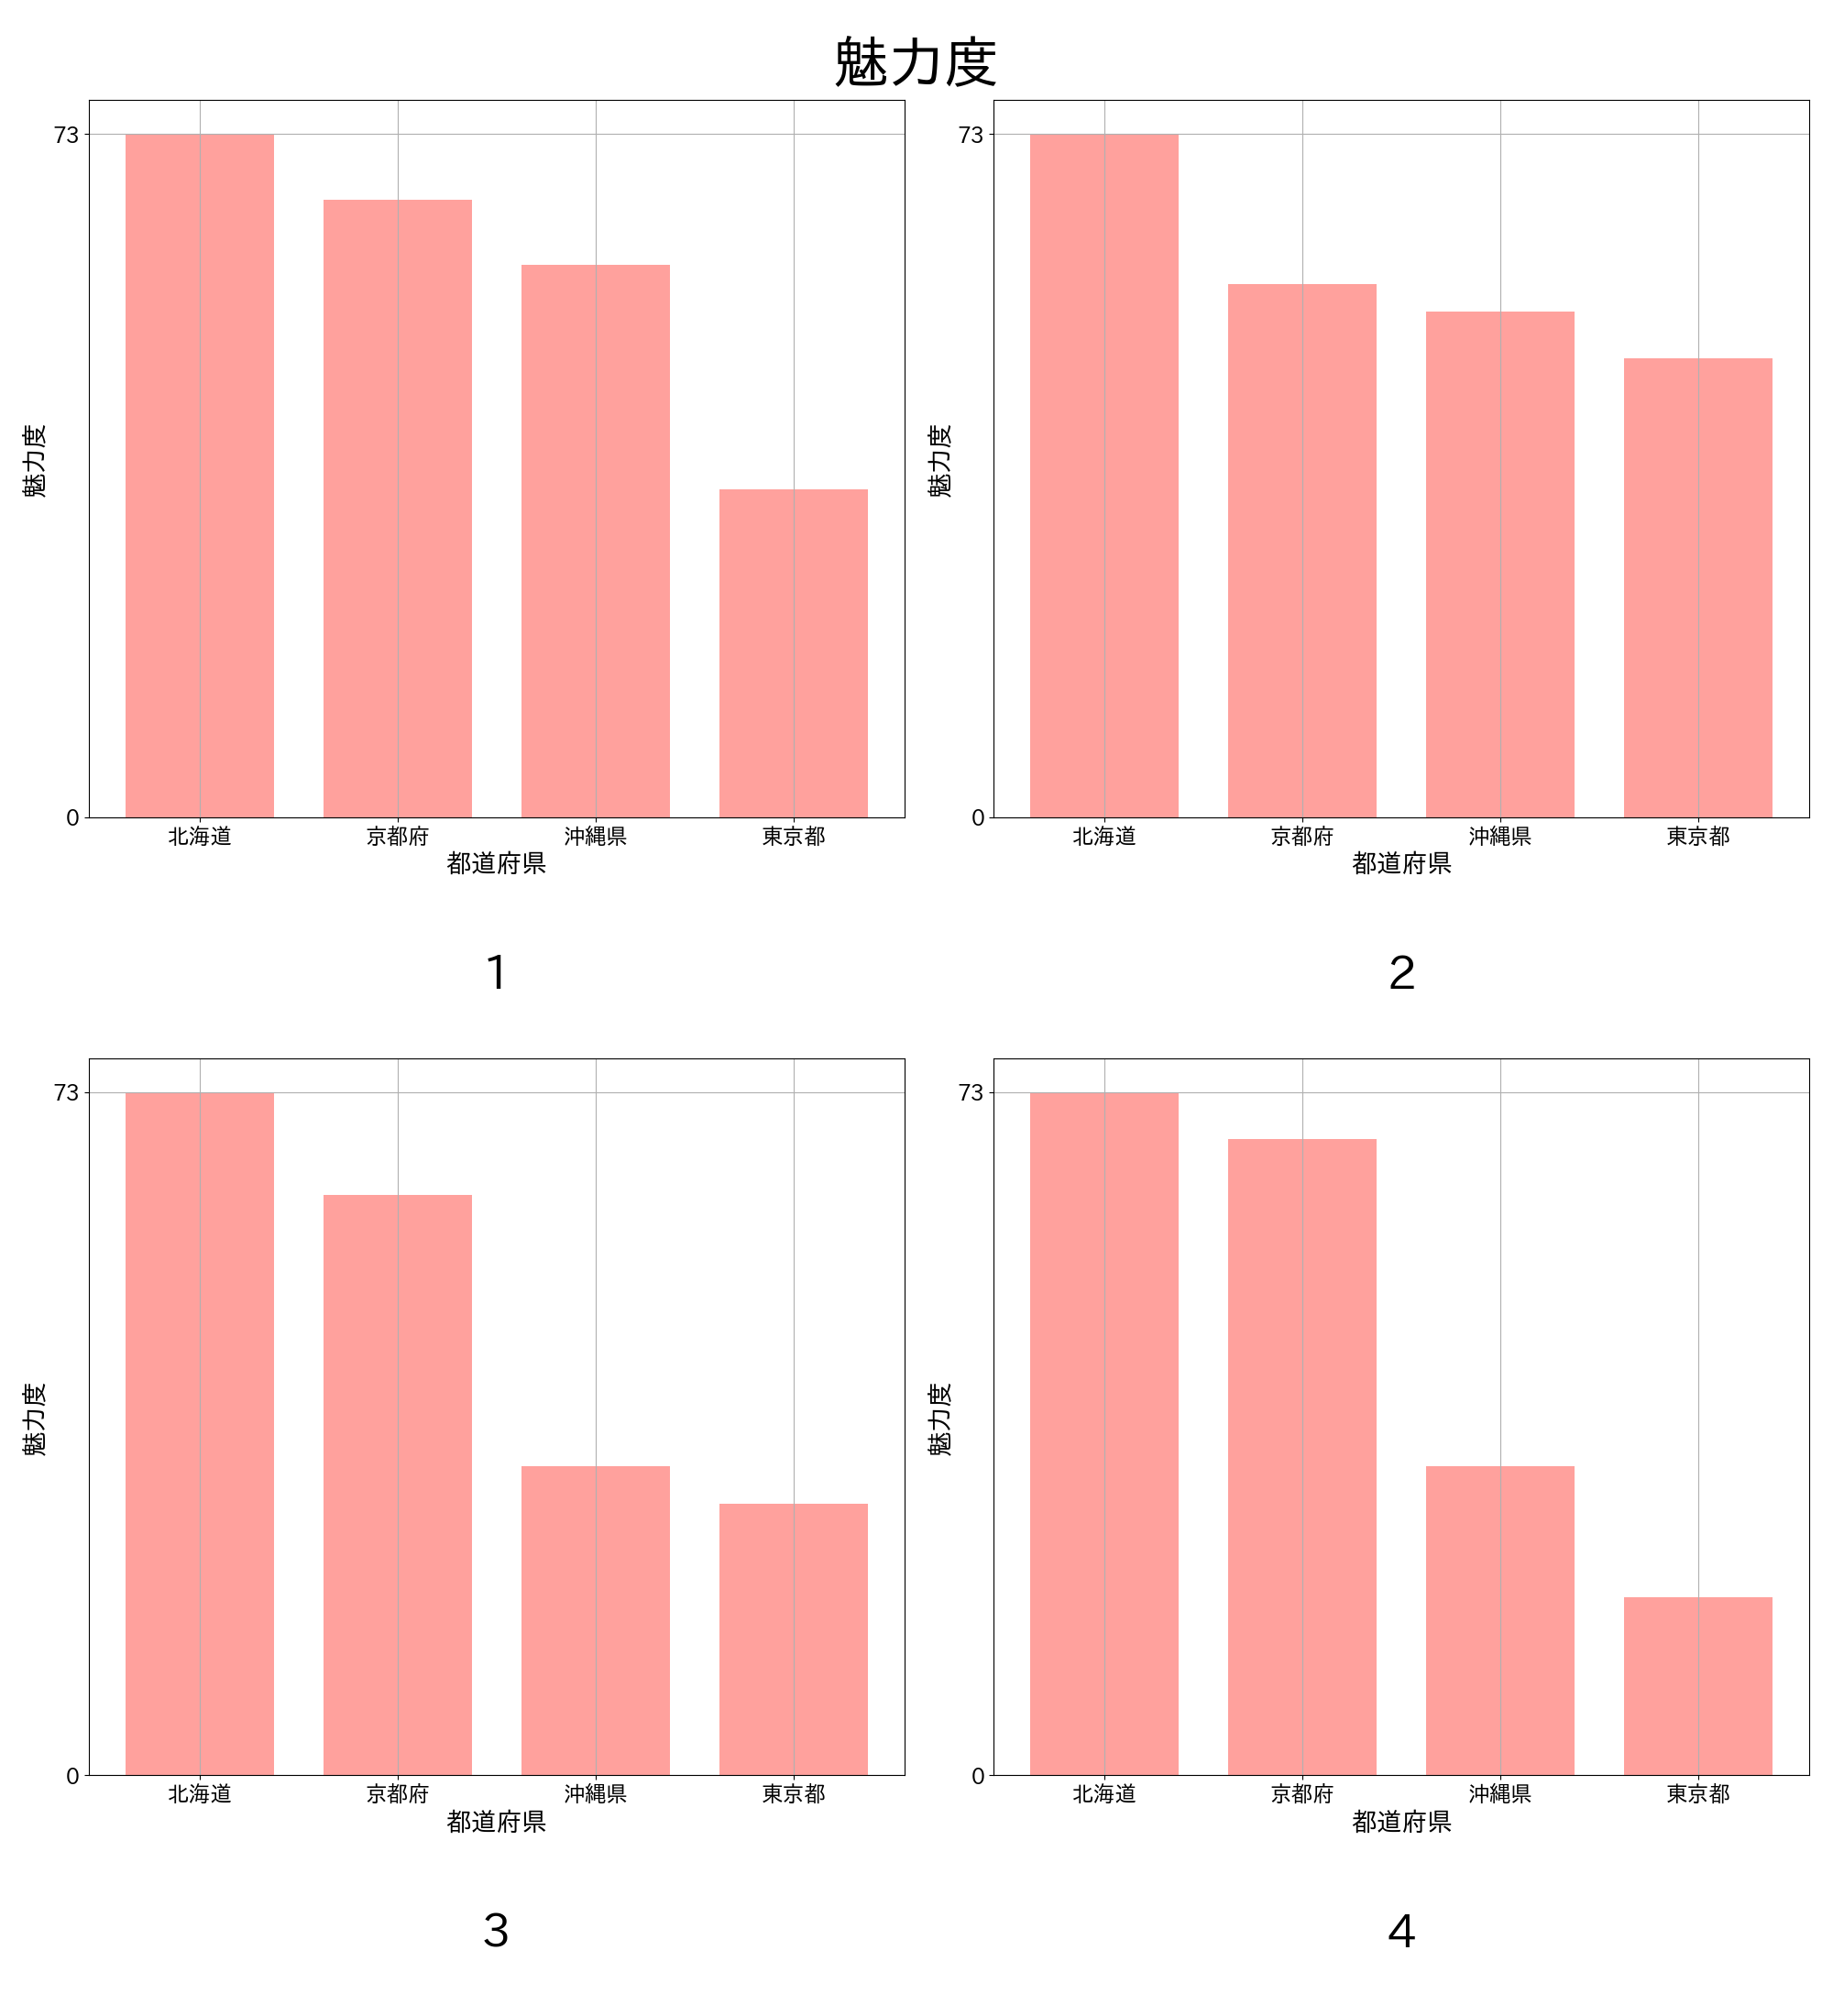 魅力度
73
0
魅力度
北海道 京都府 沖縄県 東京都
都道府県
1
73
0
魅力度
北海道 京都府 沖縄県 東京都
都道府県
2
73
0
魅力度
北海道 京都府 沖縄県 東京都
都道府県
3
73
0
魅力度
北海道 京都府 沖縄県 東京都
都道府県
4